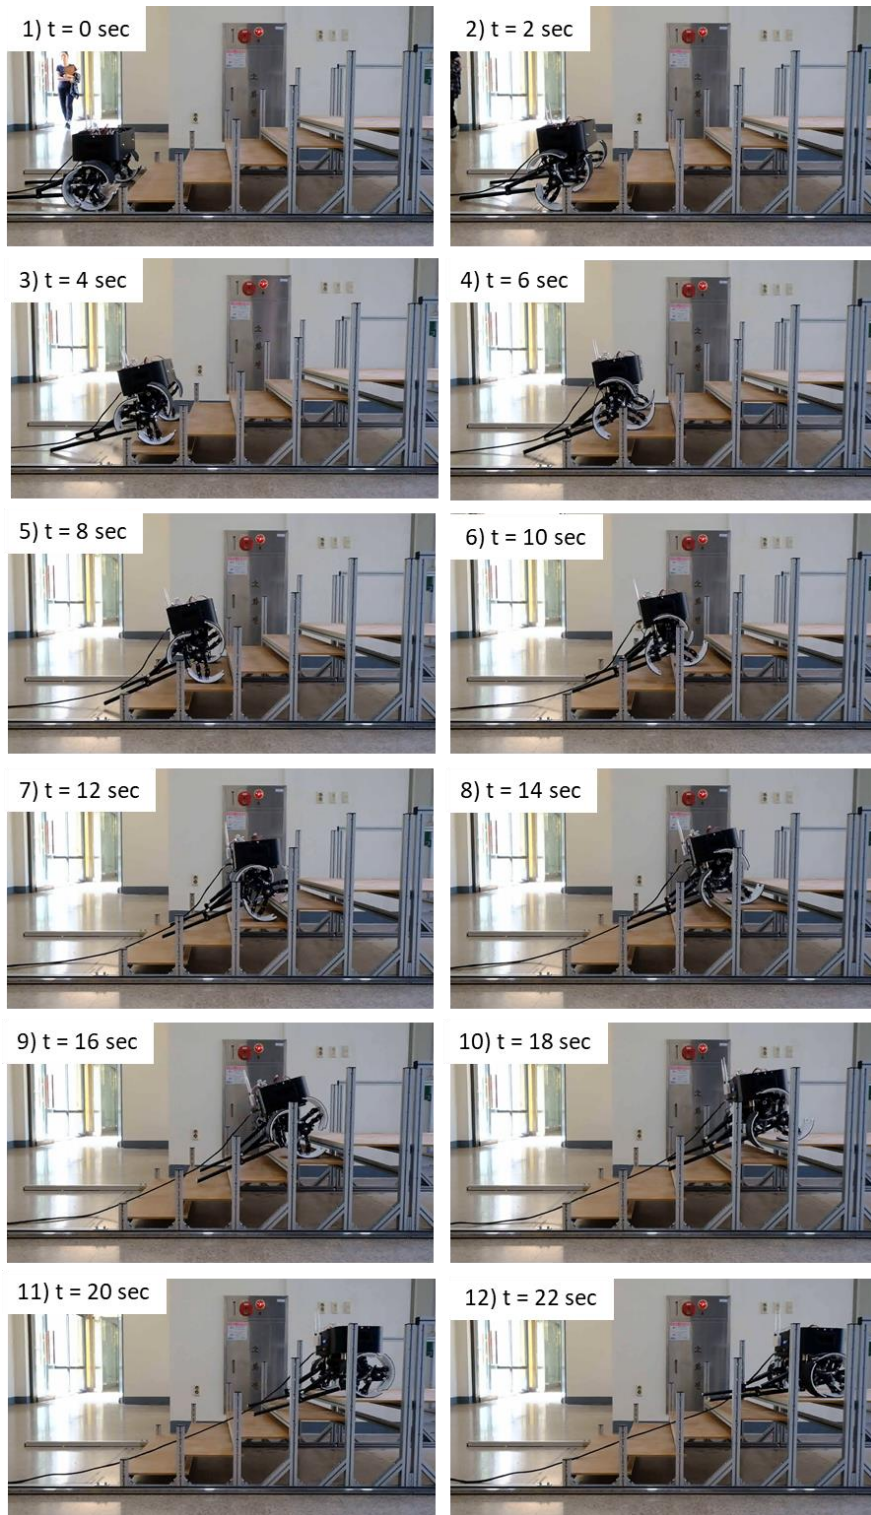 1) t = 0 sec
2) t = 2 sec
3) t = 4 sec
4) t = 6 sec
5) t = 8 sec
6) t = 10 sec
7) t = 12 sec
8) t = 14 sec
9) t = 16 sec
10) t = 18 sec
11) t = 20 sec
12) t = 22 sec